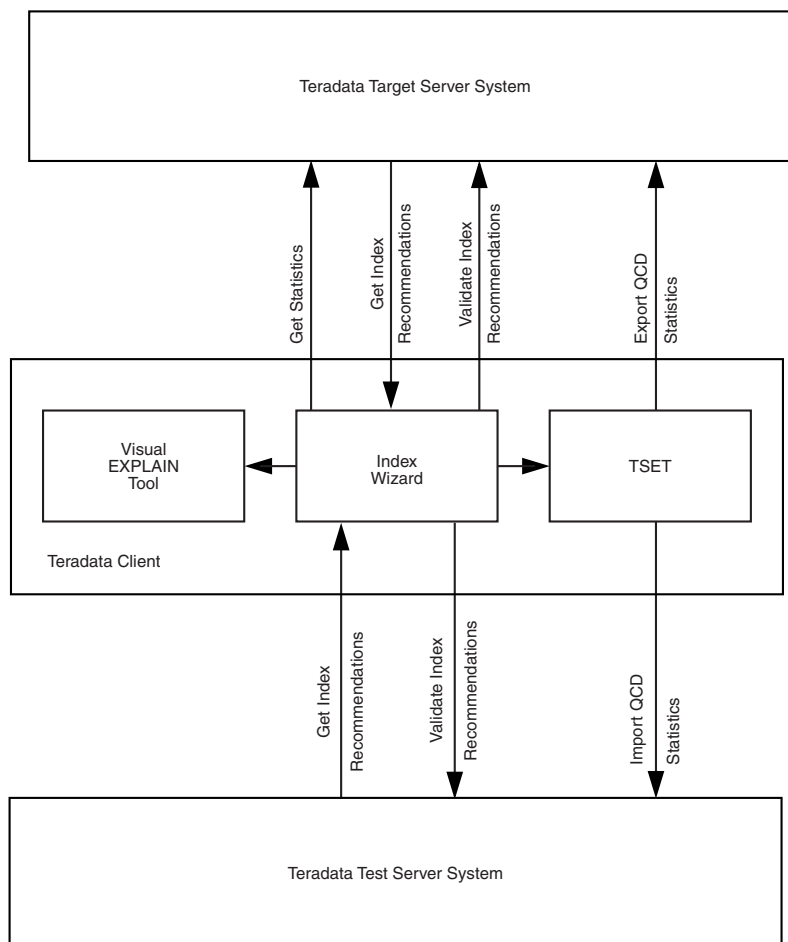 Teradata Target Server System
Get Statistics
Get Index
Recommendations
Validate Index
Recommendations
Export QCD
Statistics
Visual
EXPLAIN
Tool
Index
Wizard
TSET
Teradata Client
Get Index
Recommendations
Validate Index
Recommendations
Import QCD
Statistics
Teradata Test Server System